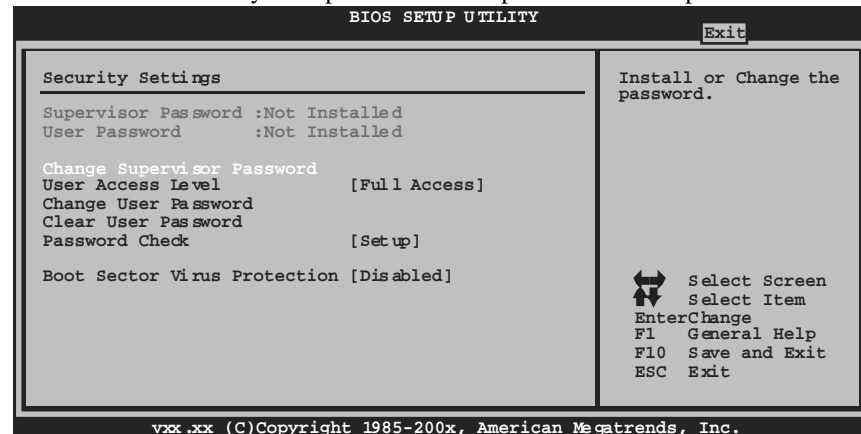 BIOS SETUP UTILITY
Exit
Security Settings
Supervisor Password :Not Installed
User Password :Not Installed
Change Supervisor Password
User Access Level [Full Access]
Change User Password
Clear User Password
Password Check [Setup]
Boot Sector Virus Protection [Disabled]
Install or Change the
password.
Select Screen
Select Item
EnterChange
F1 General Help
F10 Save and Exit
ESC Exit
vxx.xx (C)Copyright 1985-200x, American Megatrends, Inc.